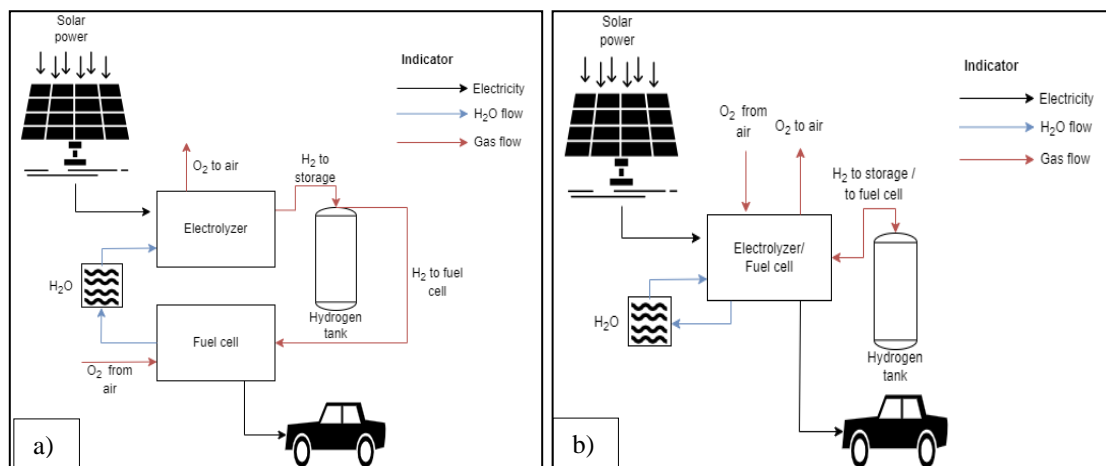 Solar
power
Indicator
Electricity
H₂O flow
Gas flow
O₂ to air
H₂ to
storage
Electrolyzer
H₂O
H₂ to fuel
cell
Hydrogen
tank
Fuel cell
O₂ from
air
a)
Solar
power
Indicator
Electricity
H₂O flow
Gas flow
O₂ from
air
O₂ to air
H₂ to storage /
to fuel cell
Electrolyzer/
Fuel cell
H₂O
Hydrogen
tank
b)